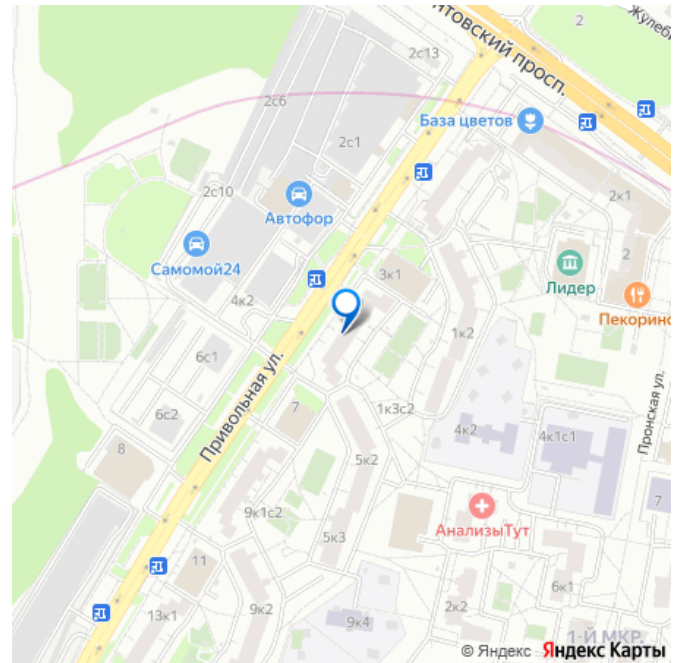 нтовский просп.
Жулеби
2
2с13
2с6
База цветов
2с1
2с10
Автофор
2к1
Самомой24
3к1
2
Лидер
4к2
Пекорино
1к2
6с1
Привольная ул.
Пронская ул.
1к3с2
7
6с2
4к2
4к1с1
8
5к2
7
9к1с2
АнализыТут
5к3
11
6к1
13к1
9к2
2к2
9к4
1-Й МКР.
© Яндекс Яндекс Карты